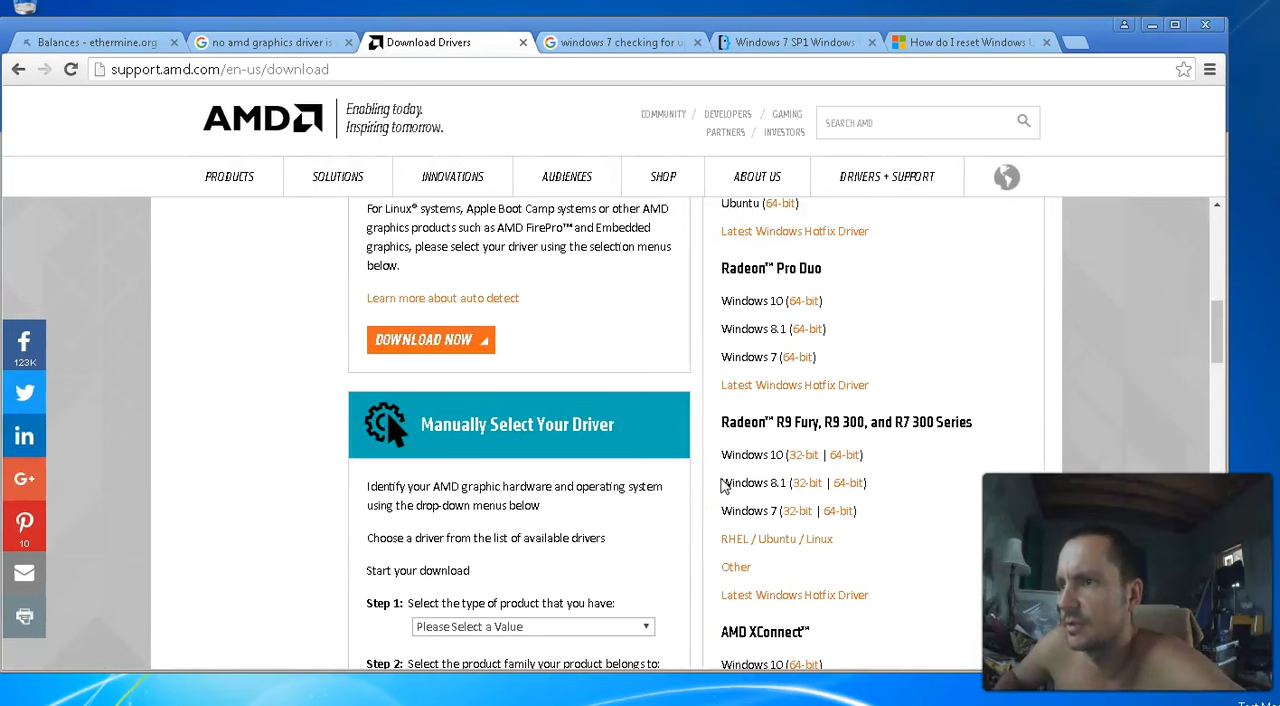 Balances - ethermine.org
no amd graphics driver is
Download Drivers
windows 7 checking for u
Windows 7 SP1 Windows
How do I reset Windows U
support.amd.com/en-us/download
AMD
Enabling today.
Inspiring tomorrow.
COMMUNITY / DEVELOPERS / GAMING
PARTNERS / INVESTORS
SEARCH AMD
PRODUCTS
SOLUTIONS
INNOVATIONS
AUDIENCES
SHOP
ABOUT US
DRIVERS + SUPPORT
For Linux® systems, Apple Boot Camp systems or other AMD
graphics products such as AMD FirePro™ and Embedded
graphics, please select your driver using the selection menus
below.
Learn more about auto detect
DOWNLOAD NOW
Manually Select Your Driver
Identify your AMD graphic hardware and operating system
using the drop-down menus below
Choose a driver from the list of available drivers
Start your download
Step 1: Select the type of product that you have:
Please Select a Value
Step 2: Select the product family your product belongs to:
Ubuntu (64-bit)
Latest Windows Hotfix Driver
Radeon™ Pro Duo
Windows 10 (64-bit)
Windows 8.1 (64-bit)
Windows 7 (64-bit)
Latest Windows Hotfix Driver
Radeon™ R9 Fury, R9 300, and R7 300 Series
Windows 10 (32-bit | 64-bit)
Windows 8.1 (32-bit | 64-bit)
Windows 7 (32-bit | 64-bit)
RHEL / Ubuntu / Linux
Other
Latest Windows Hotfix Driver
AMD XConnect™
Windows 10 (64-bit)
123K
G+
10